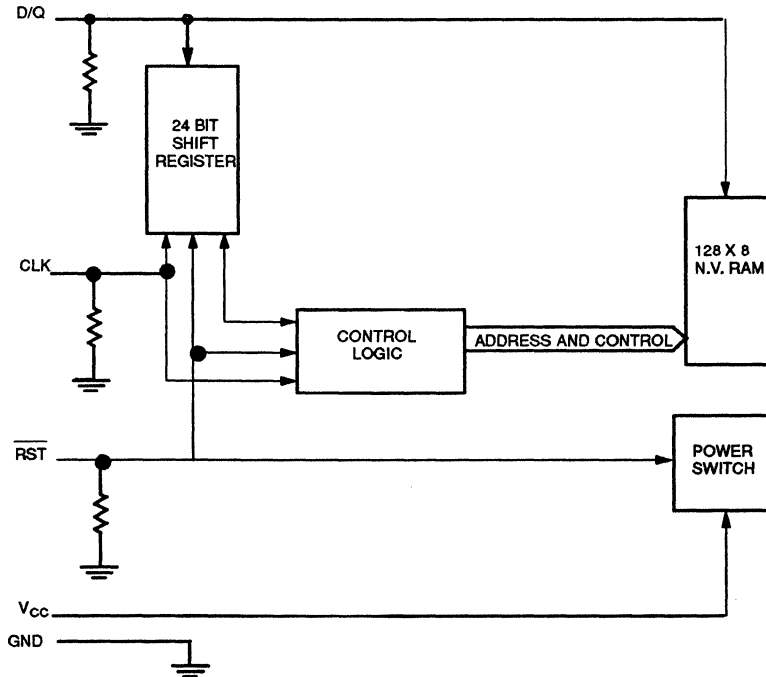 D/Q
24 BIT
SHIFT
REGISTER
128 X 8
N.V. RAM
CLK
CONTROL
LOGIC
ADDRESS AND CONTROL
RST
POWER
SWITCH
VCC
GND